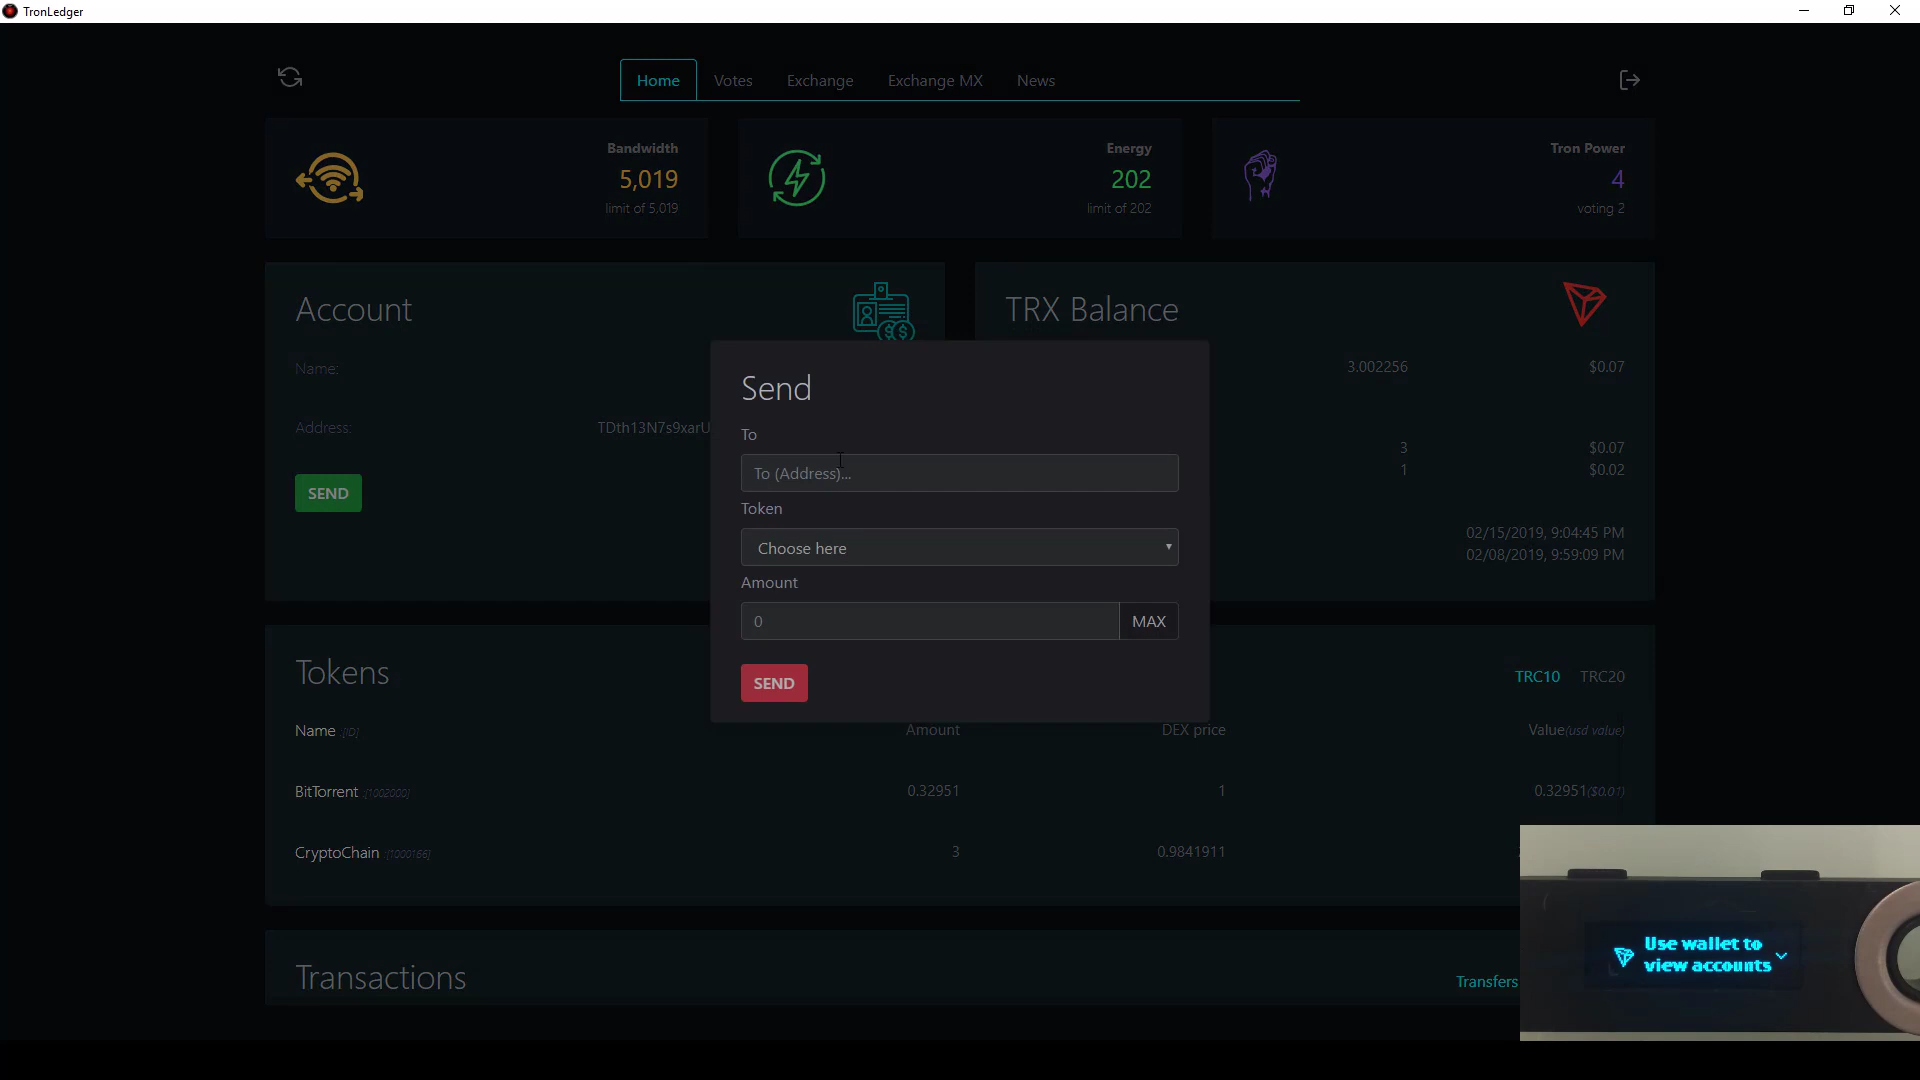 TronLedger
Home Votes Exchange Exchange MX News
Bandwidth
5,019
limit of 5,019
Energy
202
limit of 202
Tron Power
4
voting 2
Account
Name:
Address: TDth13N7s9xarU
SEND
TRX Balance
3.002256 $0.07
3 $0.07
1 $0.02
02/15/2019, 9:04:45 PM
02/08/2019, 9:59:09 PM
Send
To
To (Address)...
Token
Choose here
Amount
0 MAX
SEND
Tokens
TRC10 TRC20
Name :[ID] Amount DEX price Value(usd value)
BitTorrent :[1002000] 0.32951 1 0.32951($0.01)
CryptoChain :[1000166] 3 0.9841911
Transactions
Transfers
Use wallet to
view accounts